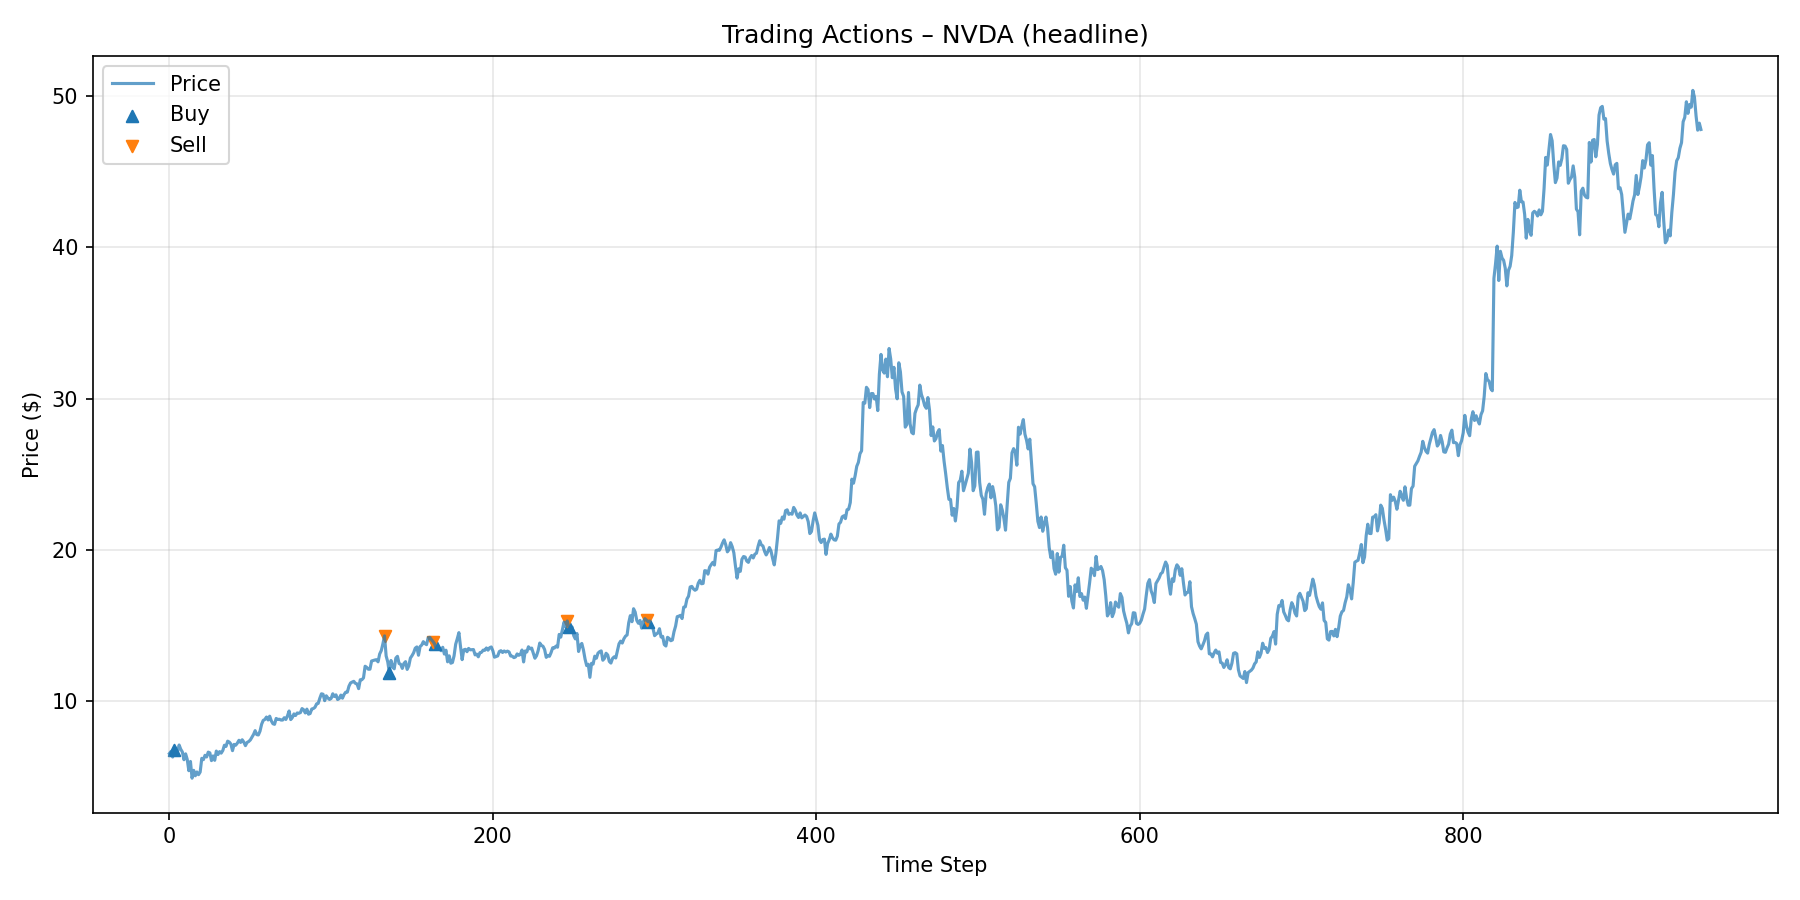 Trading Actions – NVDA (headline)
Price
Buy
Sell
Price ($)
50
40
30
20
10
0
200
400
600
800
Time Step